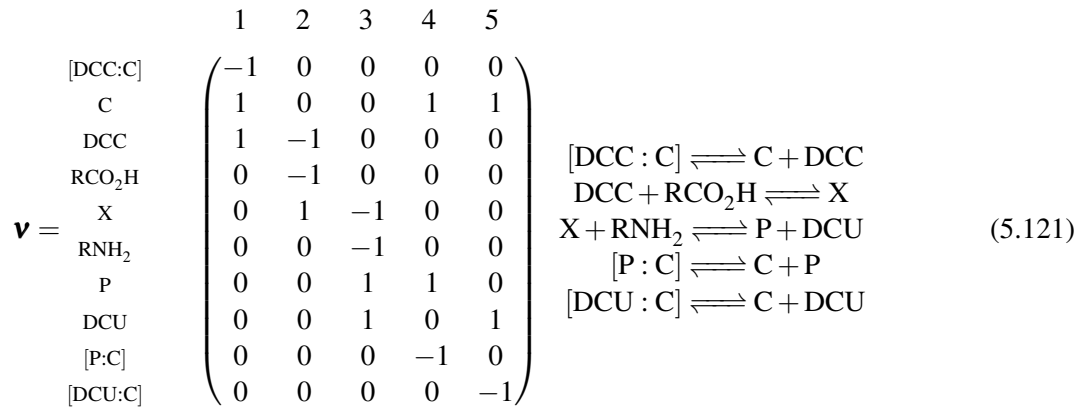 1 2 3 4 5
[DCC:C] −1 0 0 0 0
C 1 0 0 1 1
DCC 1 −1 0 0 0
RCO₂H 0 −1 0 0 0
ν = X 0 1 −1 0 0
RNH₂ 0 0 −1 0 0
P 0 0 1 1 0
DCU 0 0 1 0 1
[P:C] 0 0 0 −1 0
[DCU:C] 0 0 0 0 −1
[DCC : C] ⇌ C + DCC
DCC + RCO₂H ⇌ X
X + RNH₂ ⇌ P + DCU
[P : C] ⇌ C + P
[DCU : C] ⇌ C + DCU
(5.121)